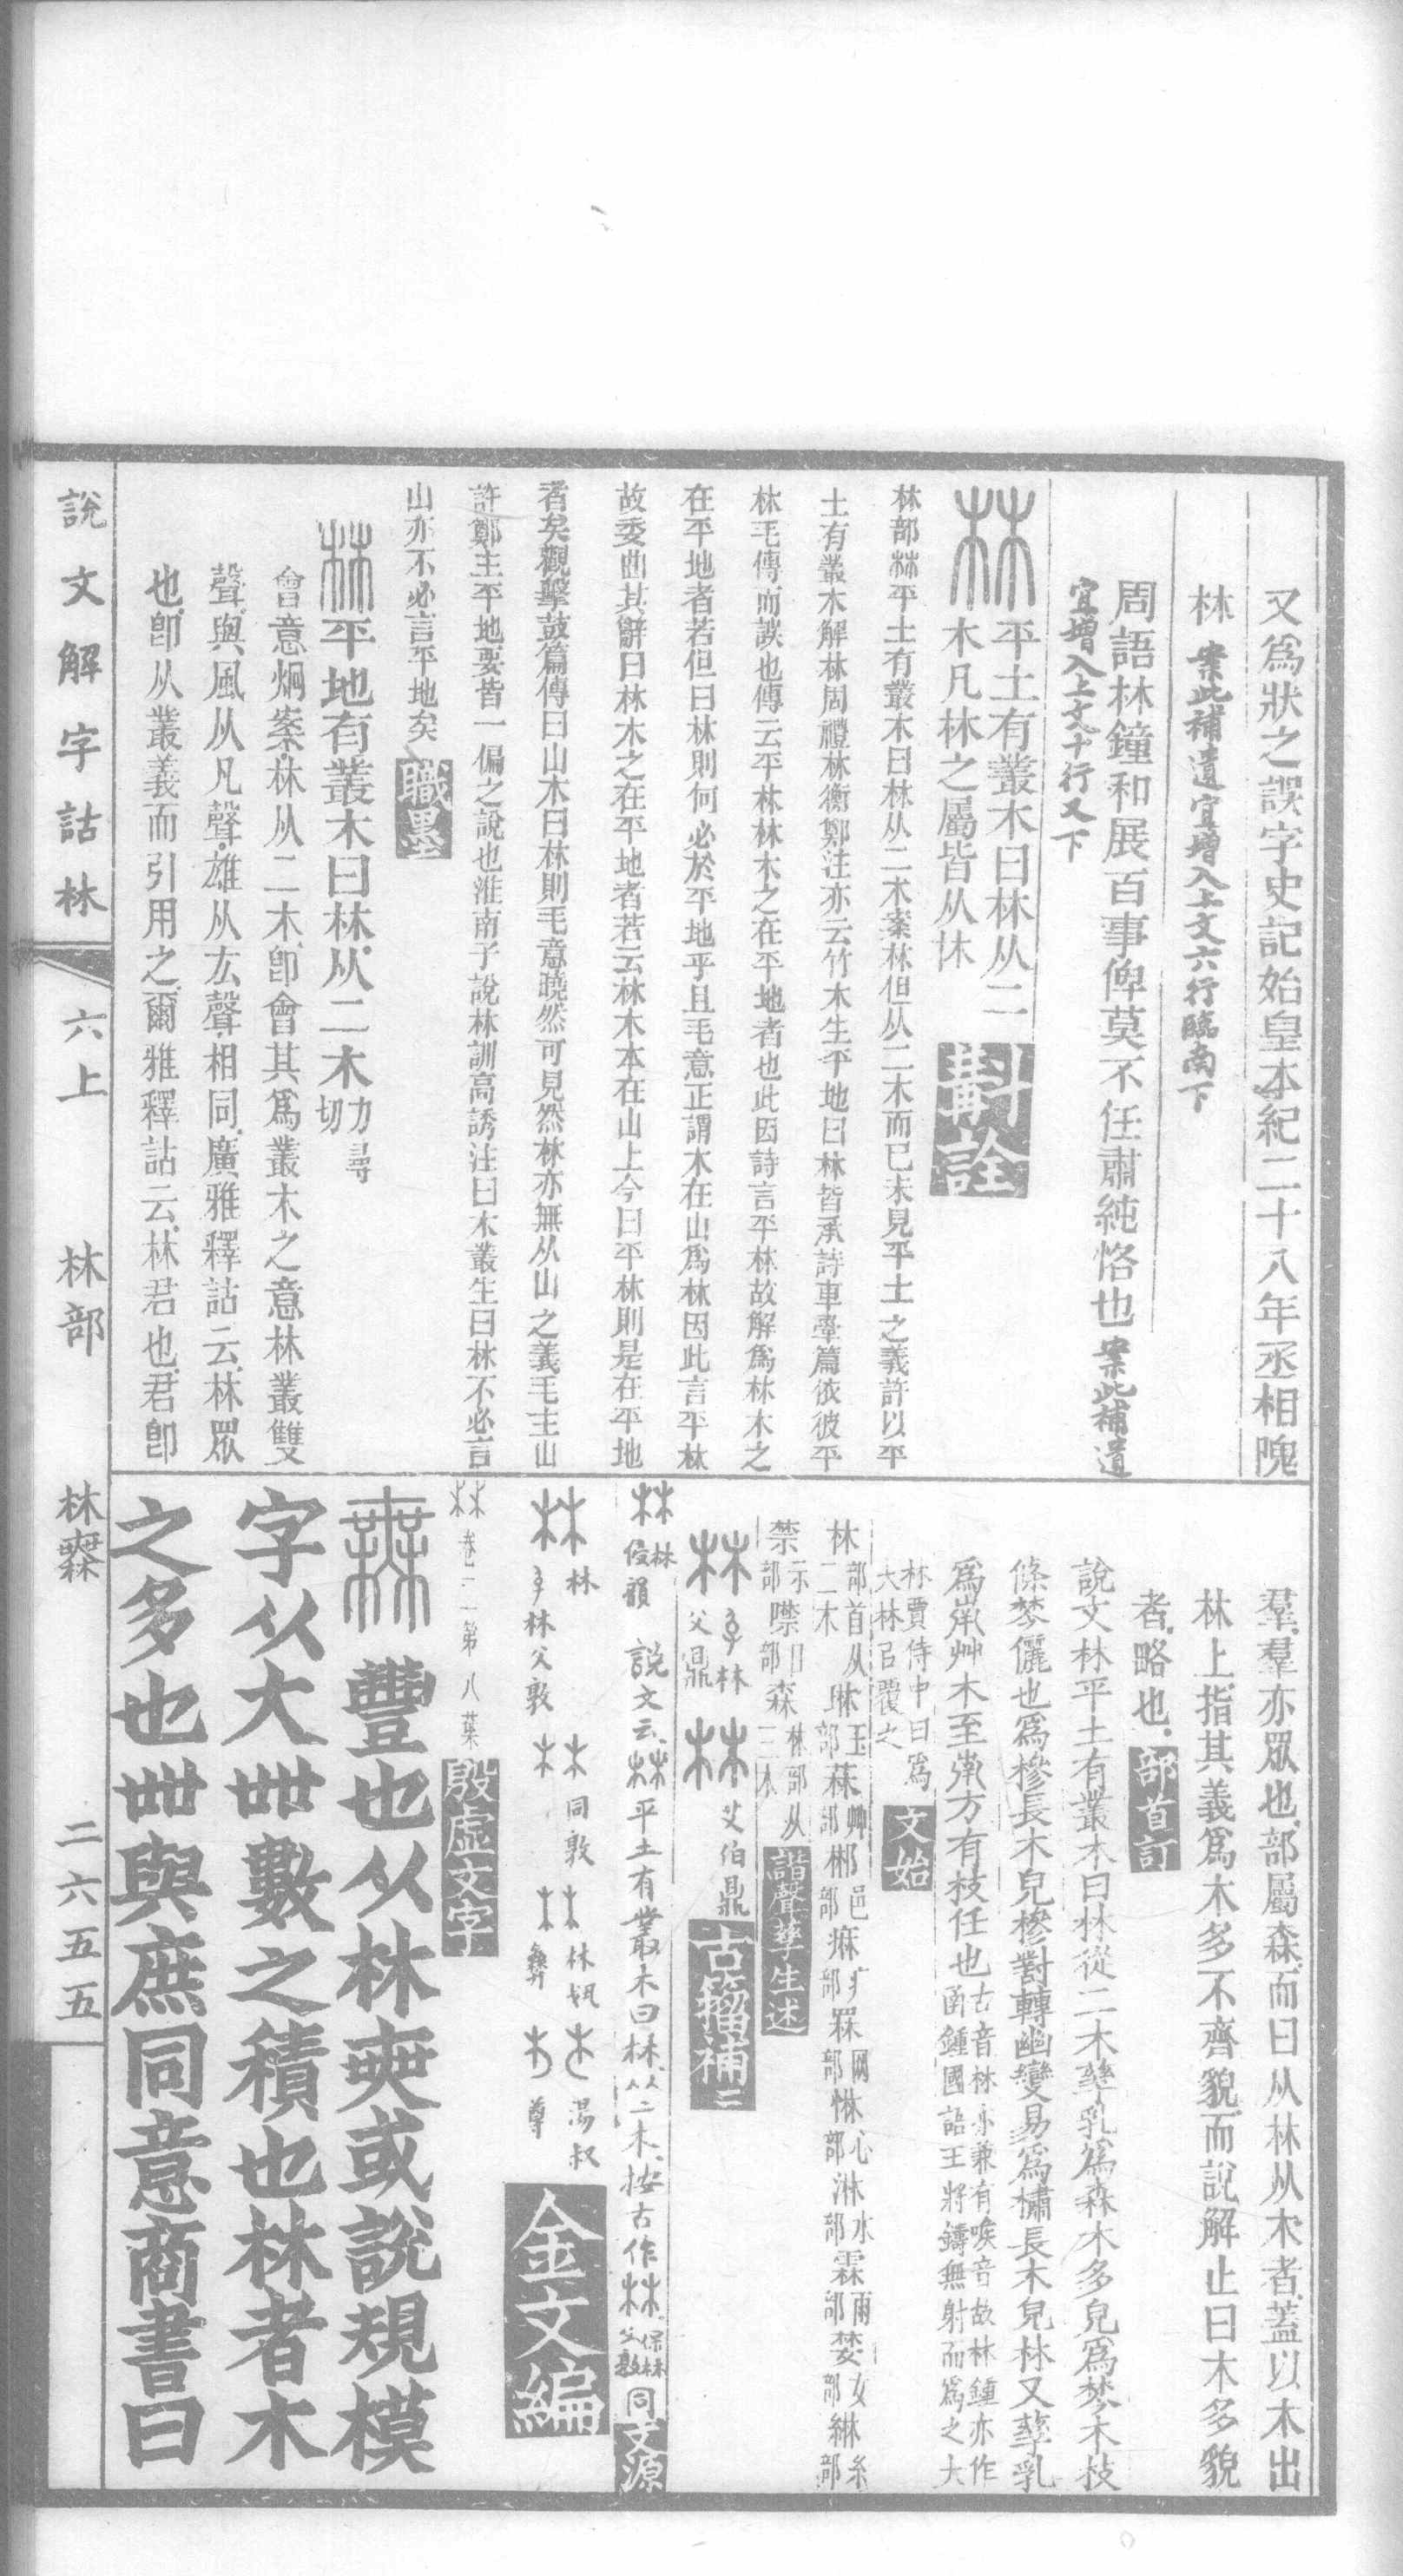 又爲狀之誤字史記始皇本紀二十八年丞相隗
林 案此補遺宜增入上文六行臨南下
周語林鐘和展百事俾莫不任肅純恪也 案此補遺
宜增入上文十行又下
林 平土有叢木曰林从二
木凡林之屬皆从林 斠詮
林部林平土有叢木曰林从二木案林但从二木而已未見平土之義許以平
土有叢木解林周禮林衡鄭注亦云竹木生平地曰林皆承詩車舝篇依彼平
林毛傳而誤也傳云平林林木之在平地者也此因詩言平林故解爲林木之
在平地者若但曰林則何必於平地乎且毛意正謂木在山爲林因此言平林
故委曲其辭曰林木之在平地者若云林木本在山上今曰平林則是在平地
者矣觀擊鼓篇傳曰山木曰林則毛意曉然可見然林亦無从山之義毛主山
許鄭主平地要皆一偏之說也淮南子說林訓高誘注曰木叢生曰林不必言
山亦不必言平地矣 職墨
林 平地有叢木曰林从二木 力尋切
會意炯案林从二木卽會其爲叢木之意林叢雙
聲與風从凡聲雄从厷聲相同廣雅釋詁云林眾
也卽从叢義而引用之爾雅釋詁云林君也君卽
羣羣亦眾也部屬森而曰从林从木者蓋以木出
林上指其義爲木多不齊貌而說解止曰木多貌
者略也 部首訂
說文林平土有叢木曰林從二木孳乳爲森木多皃爲棽木枝
條棽儷也爲槮長木皃槮對轉幽變易爲橚長木皃林又孳乳
爲南艸木至南方有枝任也 古音林亦兼有喉音故林鍾亦作
函鍾國語王將鑄無射而爲之大
林賈侍中曰爲
大林以覆之 文始
林 部首从二木 琳 玉部 菻 艸部 郴 邑部 痳 疒部 罧 网部 惏 心部 淋 水部 霖 雨部 婪 女部 綝 糸部
禁 示部 噤 口部 森 林部从三木 諧聲孳生述
林 林父鼎 林 艾伯鼎 古籀補二
林 林 侵韻 說文云林平土有叢木曰林从二木按古作林 保林父敦 同 文源
林 林 林父敦 林 同敦 林 林𡛷彝 林 湯叔尊 金文編
林 卷二第八葉 殷虛文字
豐也从林奭或說規模
字从大卌數之積也林者木
之多也卌與庶同意商書曰
說文解字詁林 六上 林部 林𣞤 二六五五